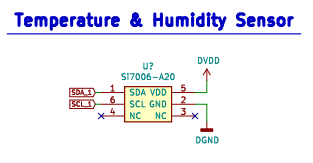 Temperature & Humidity Sensor
U?
Si7006-A20
DVDD
SDA_1 1 SDA VDD 5
SCL_1 6 SCL GND 2
4 NC NC 3
DGND